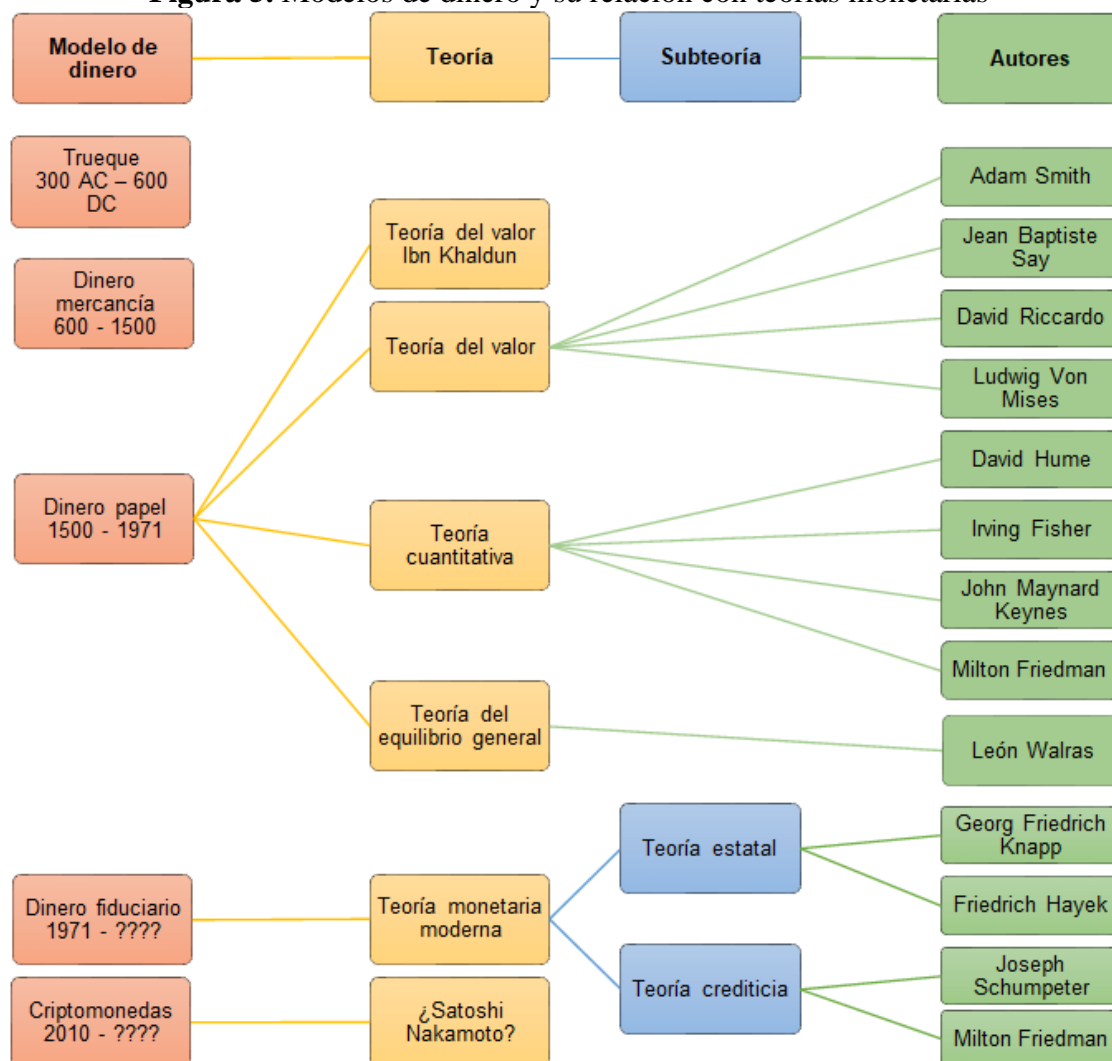 Figura 3. Modelos de dinero y su relación con teorías monetarias
Modelo de
dinero
Teoría
Subteoría
Autores
Trueque
300 AC – 600
DC
Dinero
mercancía
600 - 1500
Dinero papel
1500 - 1971
Dinero fiduciario
1971 - ????
Criptomonedas
2010 - ????
Teoría del valor
Ibn Khaldun
Teoría del valor
Teoría
cuantitativa
Teoría del
equilibrio general
Teoría monetaria
moderna
¿Satoshi
Nakamoto?
Teoría estatal
Teoría crediticia
Adam Smith
Jean Baptiste
Say
David Riccardo
Ludwig Von
Mises
David Hume
Irving Fisher
John Maynard
Keynes
Milton Friedman
León Walras
Georg Friedrich
Knapp
Friedrich Hayek
Joseph
Schumpeter
Milton Friedman